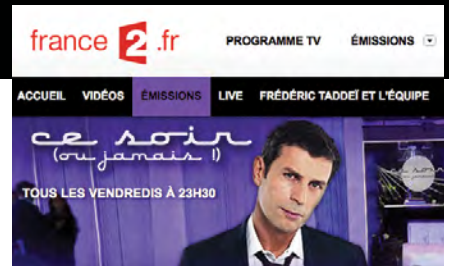 france 2 .fr PROGRAMME TV ÉMISSIONS
ACCUEIL VIDÉOS ÉMISSIONS LIVE FRÉDÉRIC TADDEÏ ET L'ÉQUIPE
ce soir
(ou jamais !)
TOUS LES VENDREDIS À 23H30